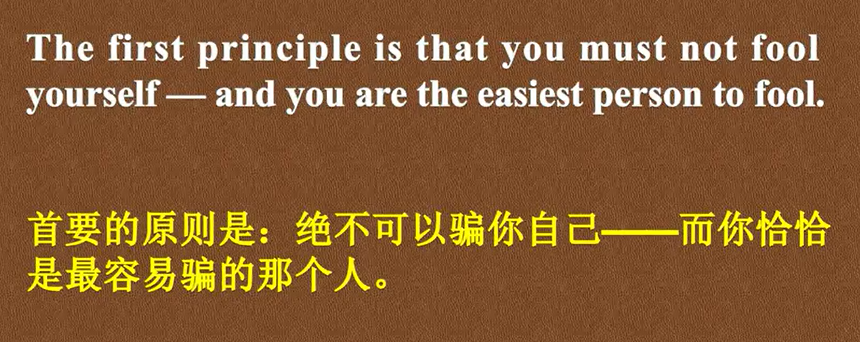 The first principle is that you must not fool
yourself — and you are the easiest person to fool.
首要的原则是：绝不可以骗你自己——而你恰恰
是最容易骗的那个人。